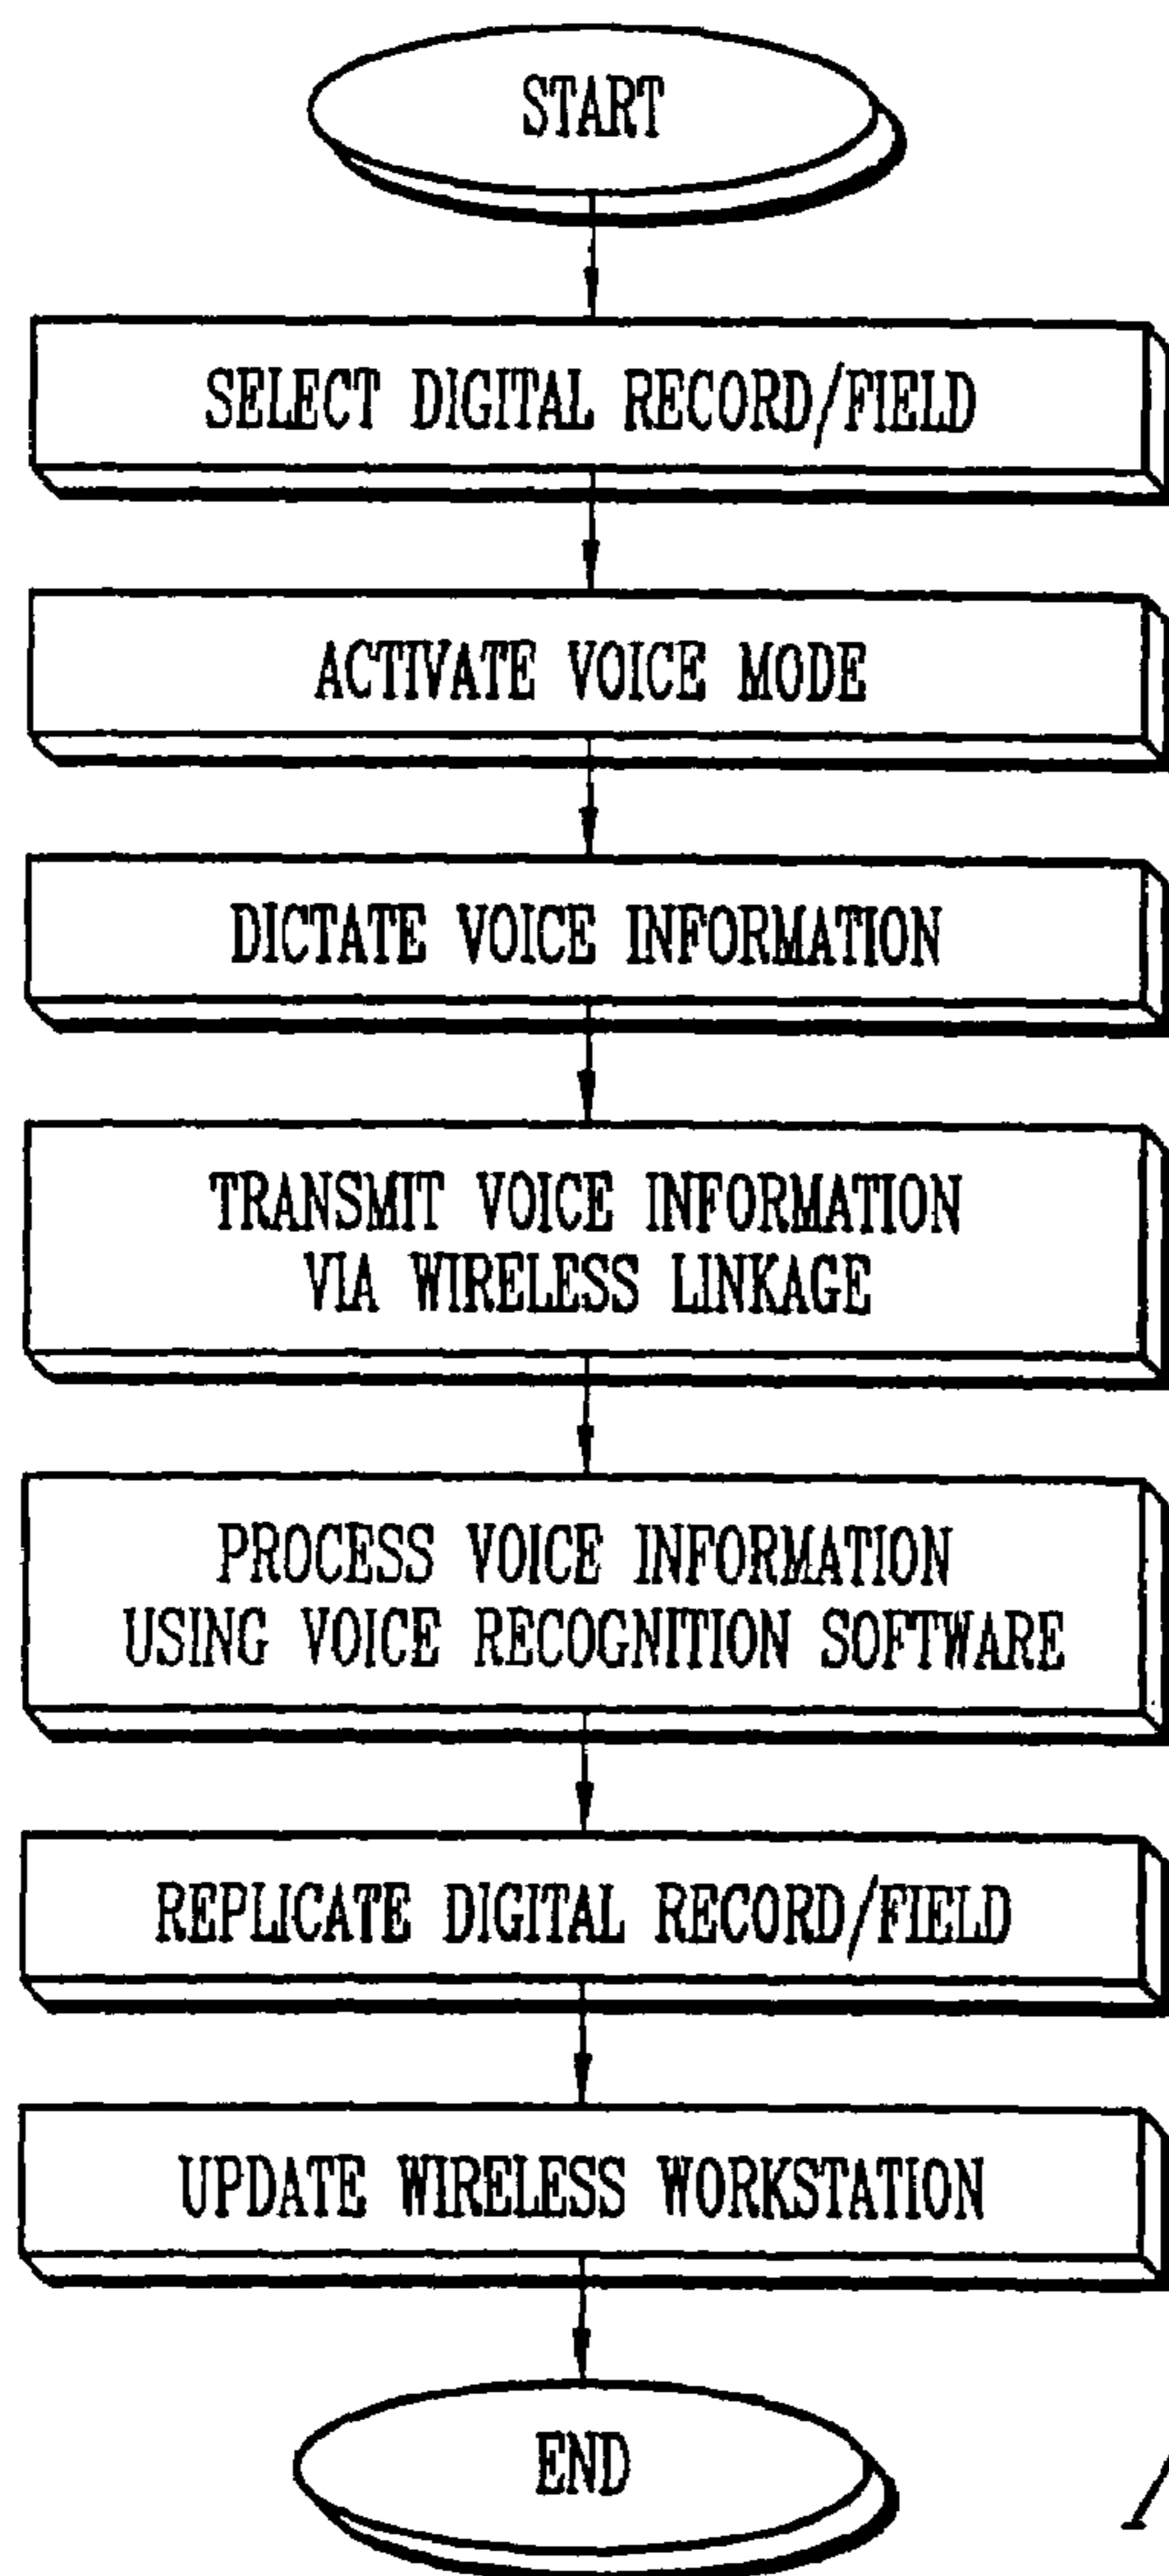 START
SELECT DIGITAL RECORD/FIELD
ACTIVATE VOICE MODE
DICTATE VOICE INFORMATION
TRANSMIT VOICE INFORMATION
VIA WIRELESS LINKAGE
PROCESS VOICE INFORMATION
USING VOICE RECOGNITION SOFTWARE
REPLICATE DIGITAL RECORD/FIELD
UPDATE WIRELESS WORKSTATION
END